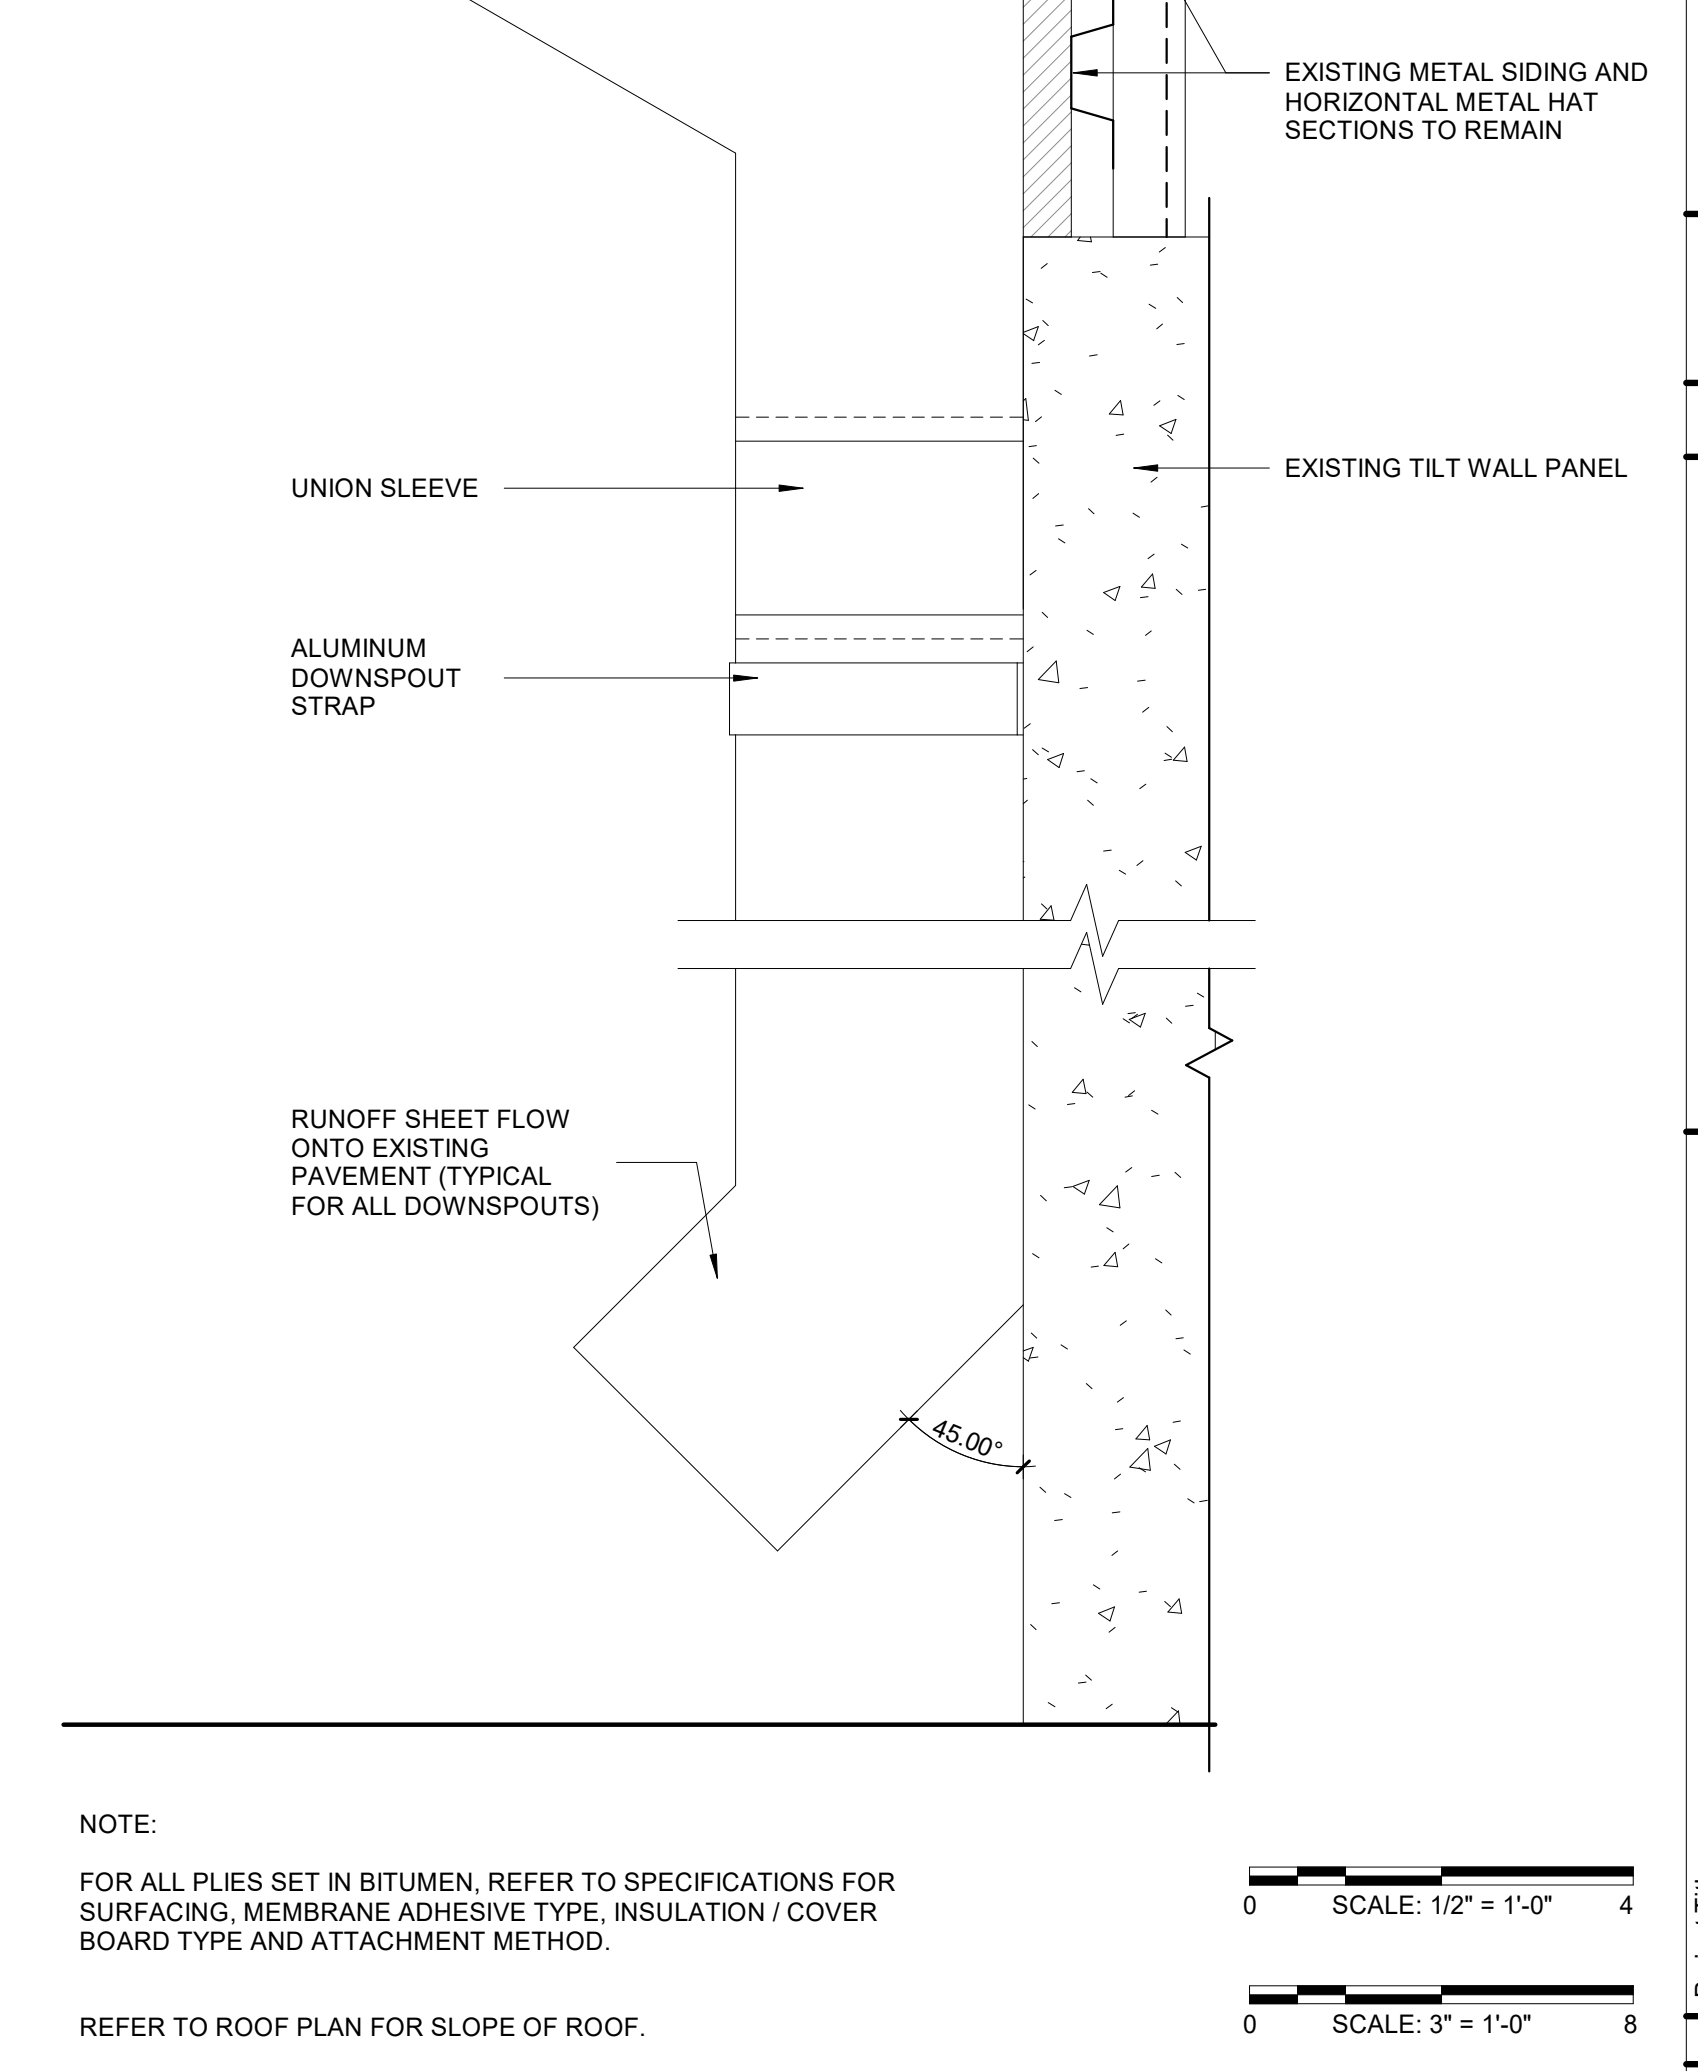 EXISTING METAL SIDING AND
HORIZONTAL METAL HAT
SECTIONS TO REMAIN
UNION SLEEVE
EXISTING TILT WALL PANEL
ALUMINUM
DOWNSPOUT
STRAP
RUNOFF SHEET FLOW
ONTO EXISTING
PAVEMENT (TYPICAL
FOR ALL DOWNSPOUTS)
45.00°
NOTE:
FOR ALL PLIES SET IN BITUMEN, REFER TO SPECIFICATIONS FOR
SURFACING, MEMBRANE ADHESIVE TYPE, INSULATION / COVER
BOARD TYPE AND ATTACHMENT METHOD.
REFER TO ROOF PLAN FOR SLOPE OF ROOF.
0 SCALE: 1/2" = 1'-0" 4
0 SCALE: 3" = 1'-0" 8